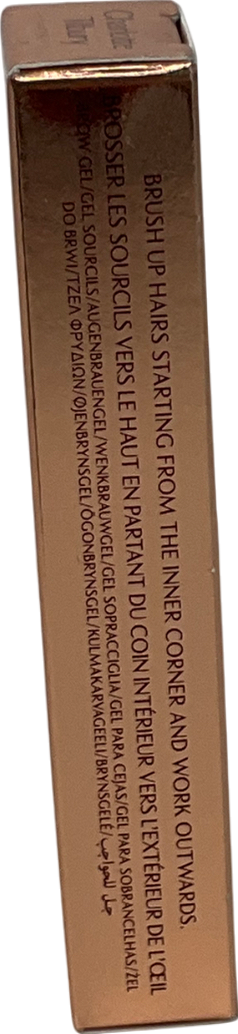 Charlotte
Tilbury
BRUSH UP HAIRS STARTING FROM THE INNER CORNER AND WORK OUTWARDS.
BROSSER LES SOURCILS VERS LE HAUT EN PARTANT DU COIN INTÉRIEUR VERS L'EXTÉRIEUR DE L'ŒIL
BROW GEL/GEL SOURCILS/AUGENBRAUENGEL/WENKBRAUWGEL/GEL SOPRACCIGLIA/GEL PARA CEJAS/GEL PARA SOBRANCELHAS/ŻEL
DO BRWI/ΤΖΕΛ ΦΡΥΔΙΩΝ/ØJENBRYNSGEL/ÖGONBRYNSGEL/KULMAKARVAGEELI/BRYNSGELÉ/جل للحواجب